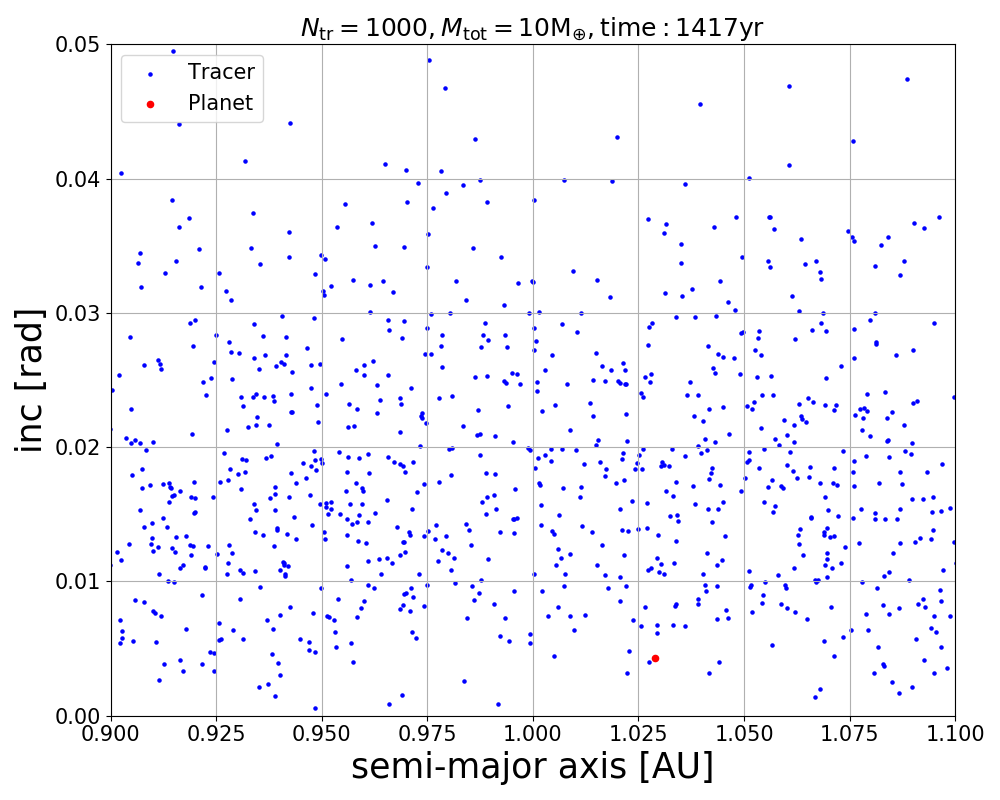 N_tr = 1000, M_tot = 10M_⊕, time : 1417yr
Tracer
Planet
0.05
0.04
0.03
0.02
0.01
0.00
inc [rad]
0.900 0.925 0.950 0.975 1.000 1.025 1.050 1.075 1.100
semi-major axis [AU]